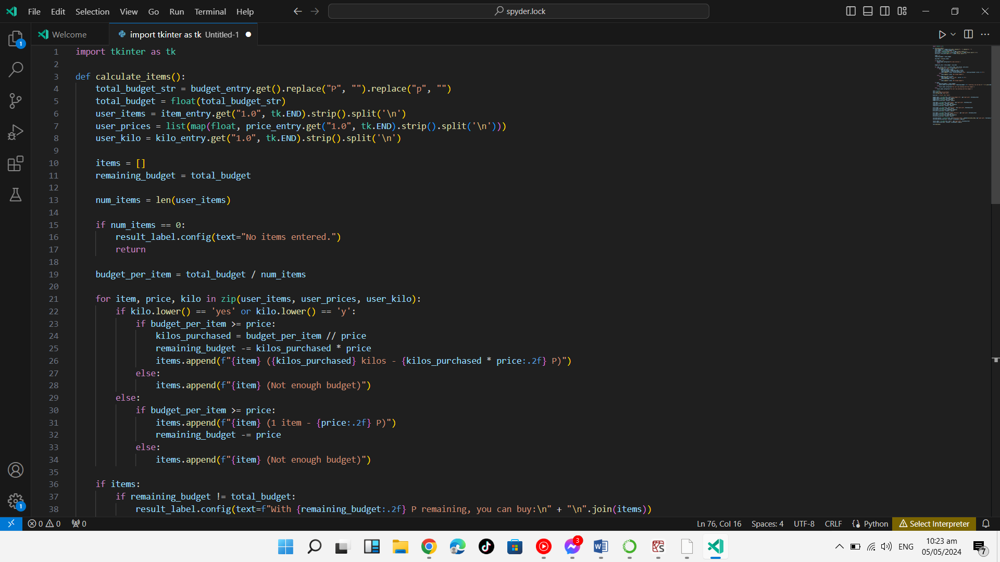 File Edit Selection View Go Run Terminal Help spyder.lock
Welcome import tkinter as tk Untitled-1
1 import tkinter as tk
2
3 def calculate_items():
4 total_budget_str = budget_entry.get().replace("P", "").replace("p", "")
5 total_budget = float(total_budget_str)
6 user_items = item_entry.get("1.0", tk.END).strip().split('\n')
7 user_prices = list(map(float, price_entry.get("1.0", tk.END).strip().split('\n')))
8 user_kilo = kilo_entry.get("1.0", tk.END).strip().split('\n')
9
10 items = []
11 remaining_budget = total_budget
12
13 num_items = len(user_items)
14
15 if num_items == 0:
16 result_label.config(text="No items entered.")
17 return
18
19 budget_per_item = total_budget / num_items
20
21 for item, price, kilo in zip(user_items, user_prices, user_kilo):
22 if kilo.lower() == 'yes' or kilo.lower() == 'y':
23 if budget_per_item >= price:
24 kilos_purchased = budget_per_item // price
25 remaining_budget -= kilos_purchased * price
26 items.append(f"{item} ({kilos_purchased} kilos - {kilos_purchased * price:.2f} P)")
27 else:
28 items.append(f"{item} (Not enough budget)")
29 else:
30 if budget_per_item >= price:
31 items.append(f"{item} (1 item - {price:.2f} P)")
32 remaining_budget -= price
33 else:
34 items.append(f"{item} (Not enough budget)")
35
36 if items:
37 if remaining_budget != total_budget:
38 result_label.config(text=f"With {remaining_budget:.2f} P remaining, you can buy:\n" + "\n".join(items))
1
1
0 0 0 Ln 76, Col 16 Spaces: 4 UTF-8 CRLF Python Select Interpreter
3 ENG 10:23 am
05/05/2024 7